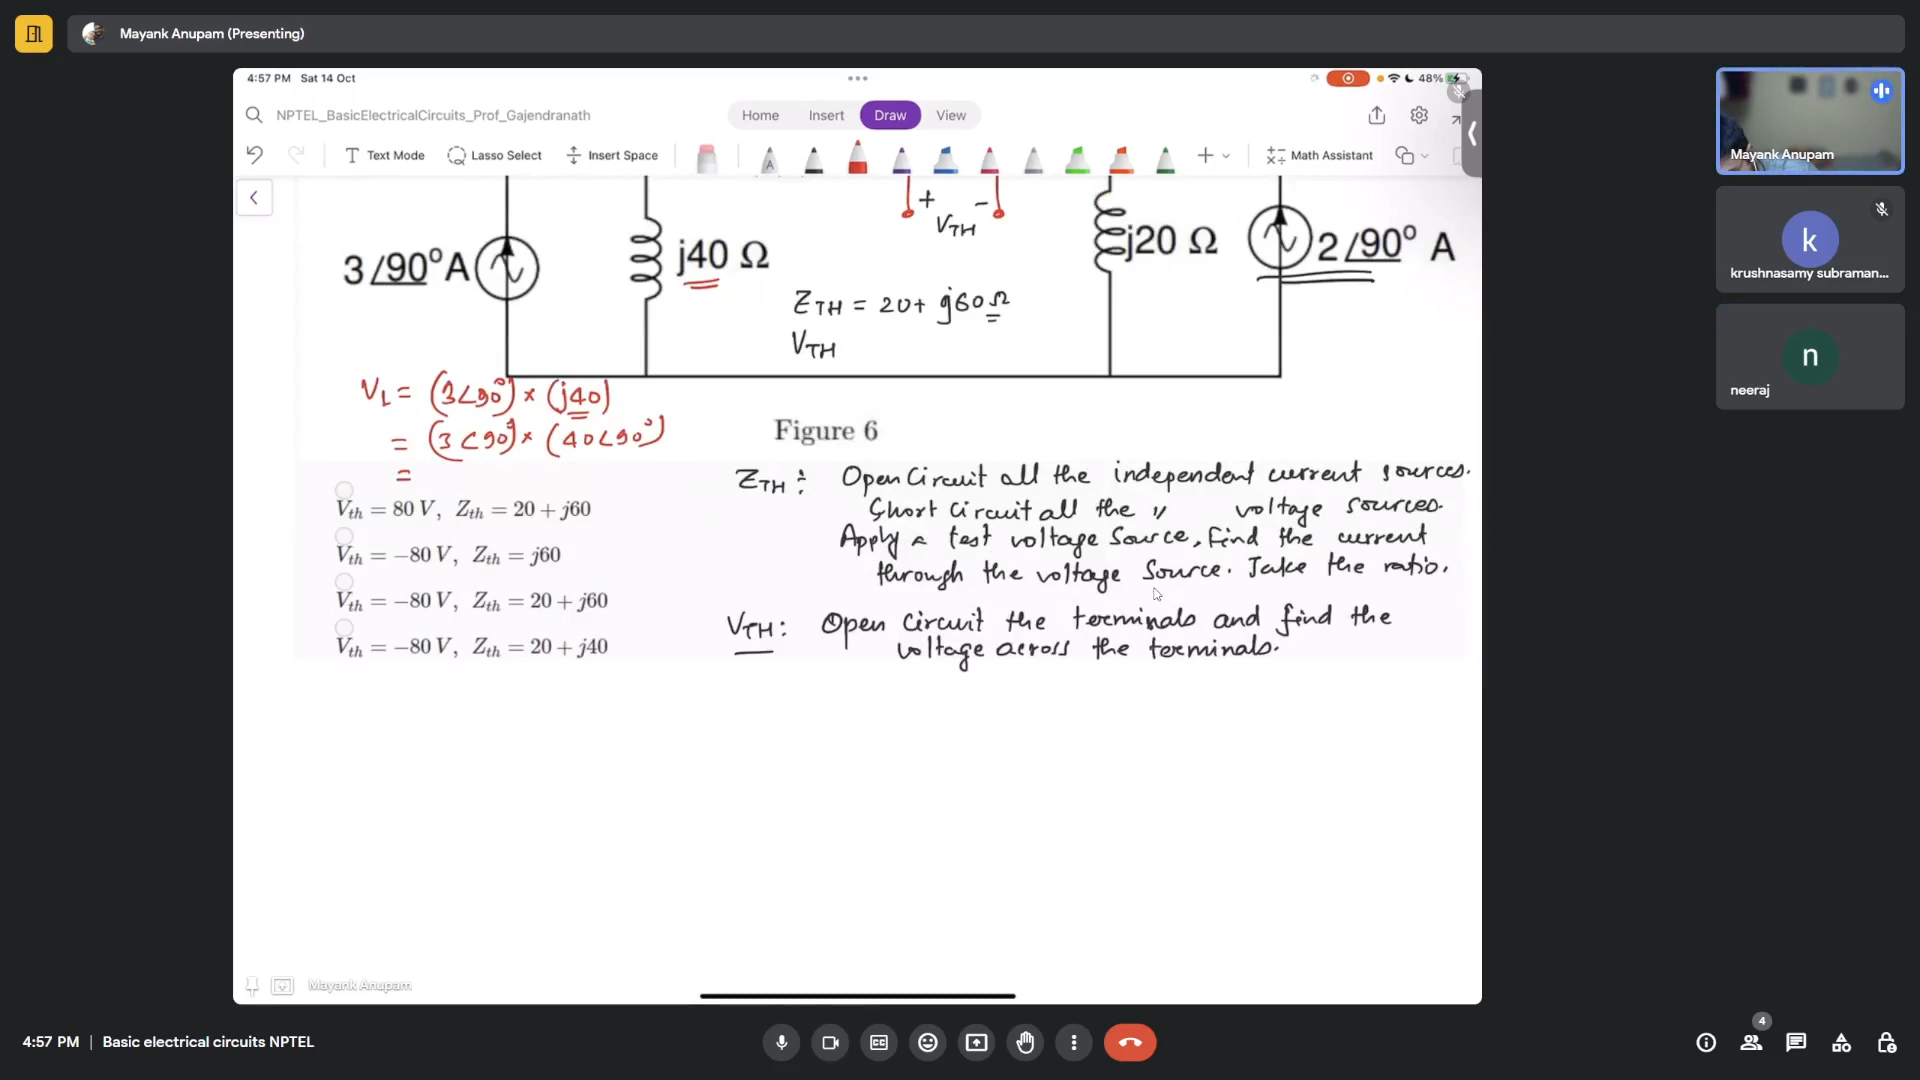 Mayank Anupam (Presenting)
4:57 PM Sat 14 Oct
48%
NPTEL_BasicElectricalCircuits_Prof_Gajendranath
Home Insert Draw View
Text Mode Lasso Select Insert Space Math Assistant
+ -
VTH
3 /90°A
j40 Ω
j20 Ω
2 /90° A
ZTH = 20+ j60 Ω
VTH
VL = (3∠90°) × (j40)
= (3∠90°) × (40∠90°)
=
Figure 6
Vth = 80 V, Zth = 20 + j60
Vth = −80 V, Zth = j60
Vth = −80 V, Zth = 20 + j60
Vth = −80 V, Zth = 20 + j40
ZTH : Open Circuit all the independent current sources.
Short circuit all the " voltage sources.
Apply a test voltage source, Find the current
through the voltage source. Take the ratio.
VTH: Open circuit the terminals and find the
voltage across the terminals.
Mayank Anupam
Mayank Anupam
k
krushnasamy subraman...
n
neeraj
4:57 PM | Basic electrical circuits NPTEL
4